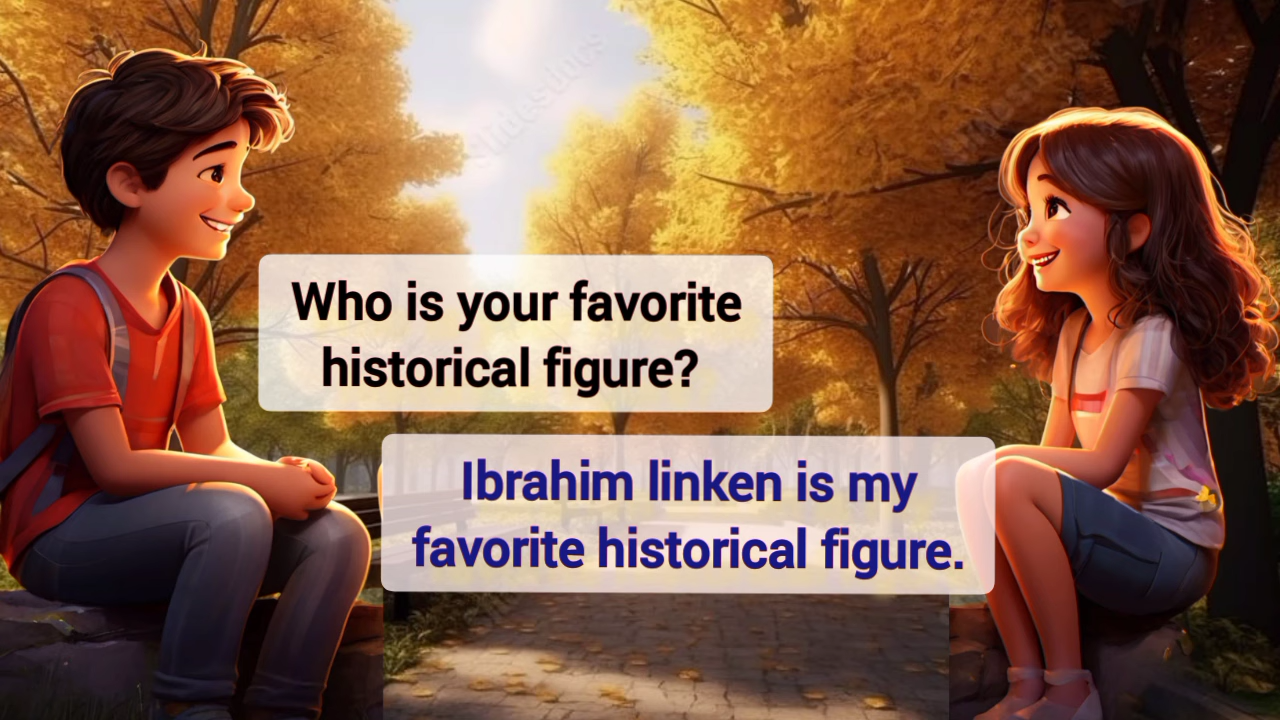 Who is your favorite
historical figure?
Ibrahim linken is my
favorite historical figure.